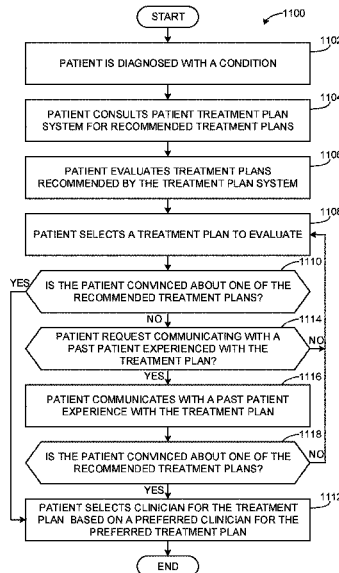 START
1100
1102
PATIENT IS DIAGNOSED WITH A CONDITION
1104
PATIENT CONSULTS PATIENT TREATMENT PLAN
SYSTEM FOR RECOMMENDED TREATMENT PLANS
1106
PATIENT EVALUATES TREATMENT PLANS
RECOMMENDED BY THE TREATMENT PLAN SYSTEM
1108
PATIENT SELECTS A TREATMENT PLAN TO EVALUATE
1110
YES
IS THE PATIENT CONVINCED ABOUT ONE OF THE
RECOMMENDED TREATMENT PLANS?
NO
1114
PATIENT REQUEST COMMUNICATING WITH A
PAST PATIENT EXPERIENCED WITH THE
TREATMENT PLAN?
NO
YES
1116
PATIENT COMMUNICATES WITH A PAST PATIENT
EXPERIENCE WITH THE TREATMENT PLAN
1118
IS THE PATIENT CONVINCED ABOUT ONE OF THE
RECOMMENDED TREATMENT PLANS?
NO
YES
1112
PATIENT SELECTS CLINICIAN FOR THE TREATMENT
PLAN BASED ON A PREFERRED CLINICIAN FOR THE
PREFERRED TREATMENT PLAN
END